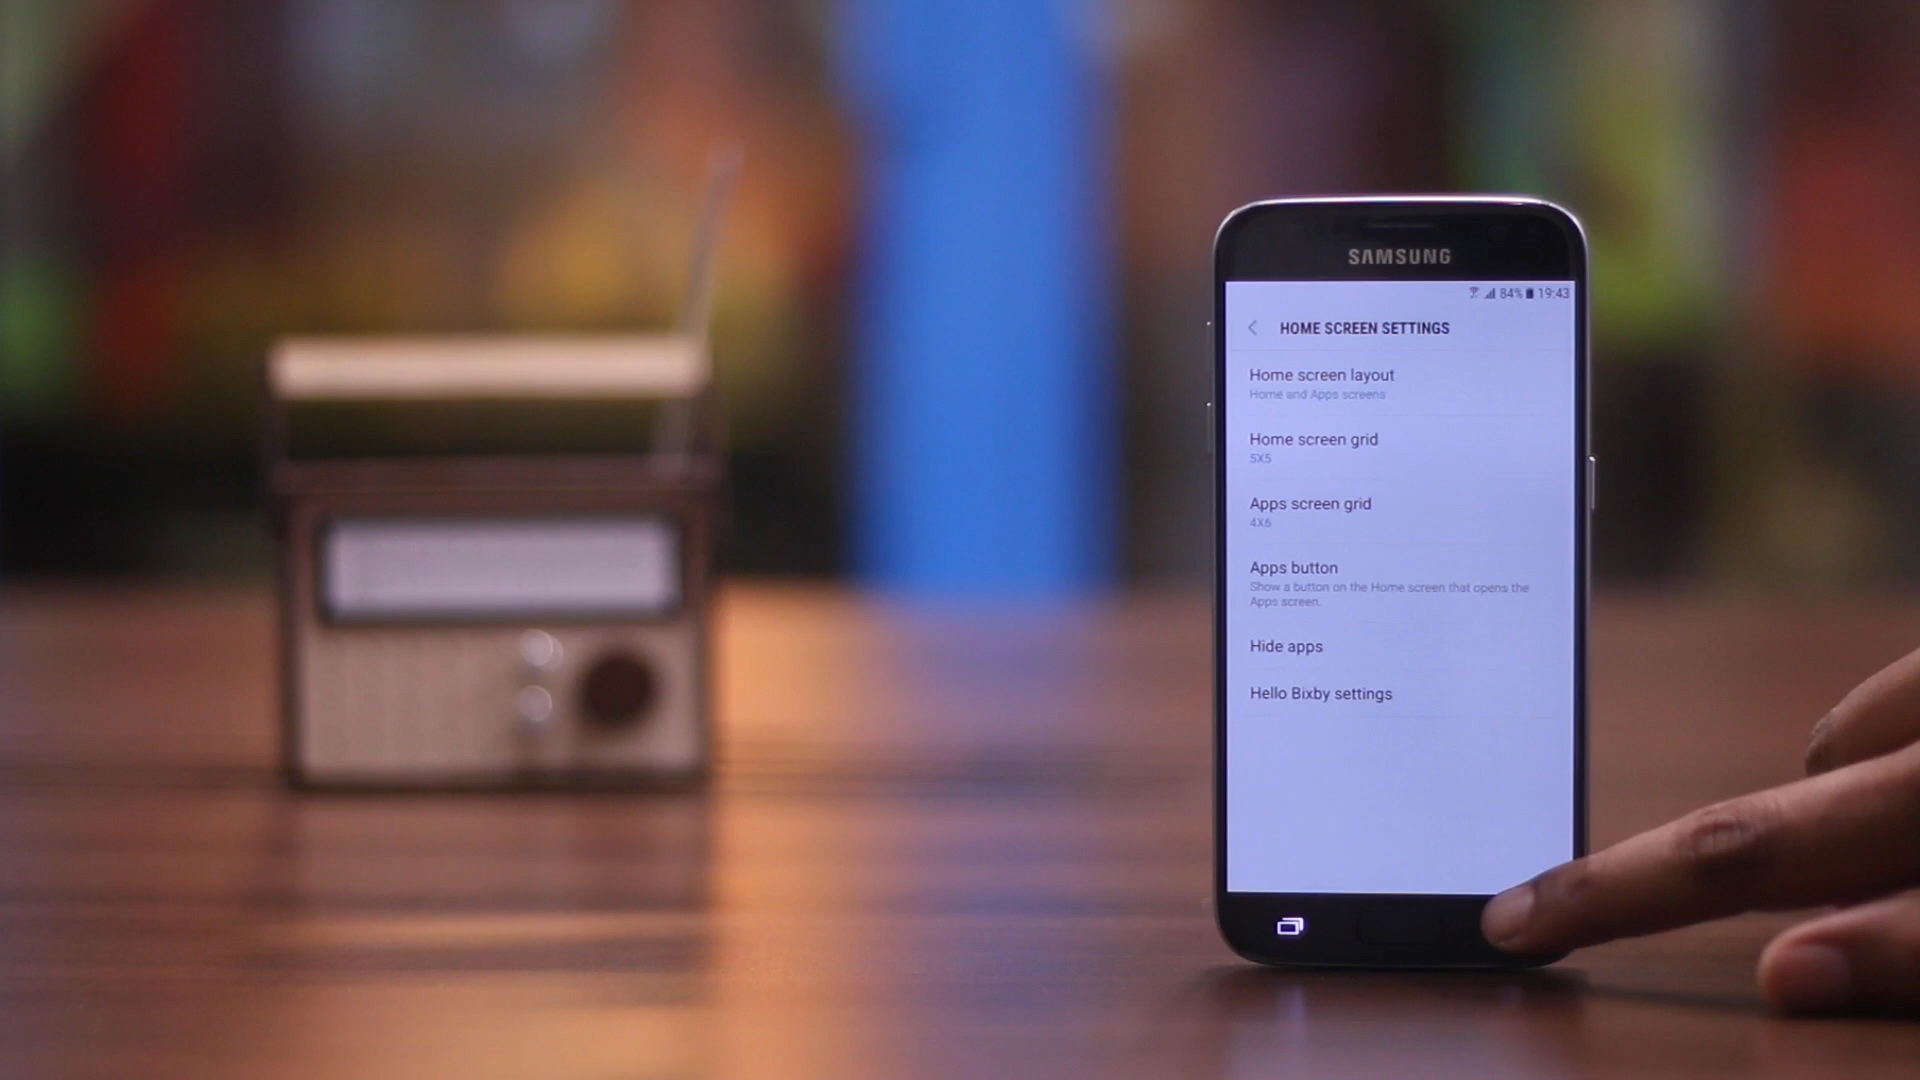 SAMSUNG
84% 19:43
HOME SCREEN SETTINGS
Home screen layout
Home and Apps screens
Home screen grid
5X5
Apps screen grid
4X6
Apps button
Show a button on the Home screen that opens the
Apps screen.
Hide apps
Hello Bixby settings